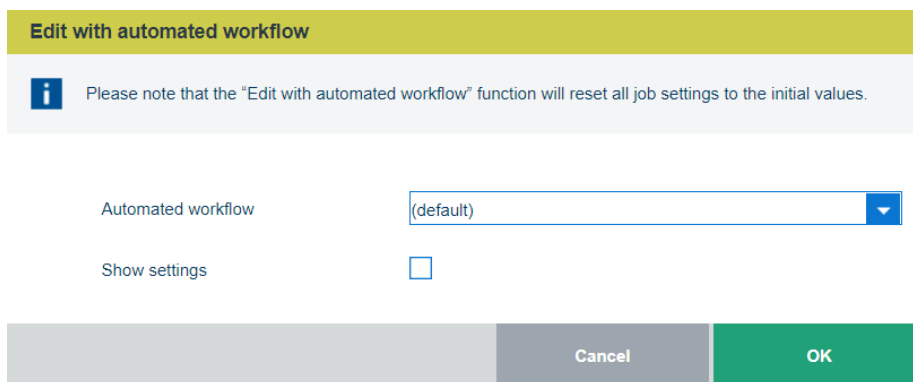 Edit with automated workflow
i
Please note that the “Edit with automated workflow” function will reset all job settings to the initial values.
Automated workflow
(default)
Show settings
Cancel
OK